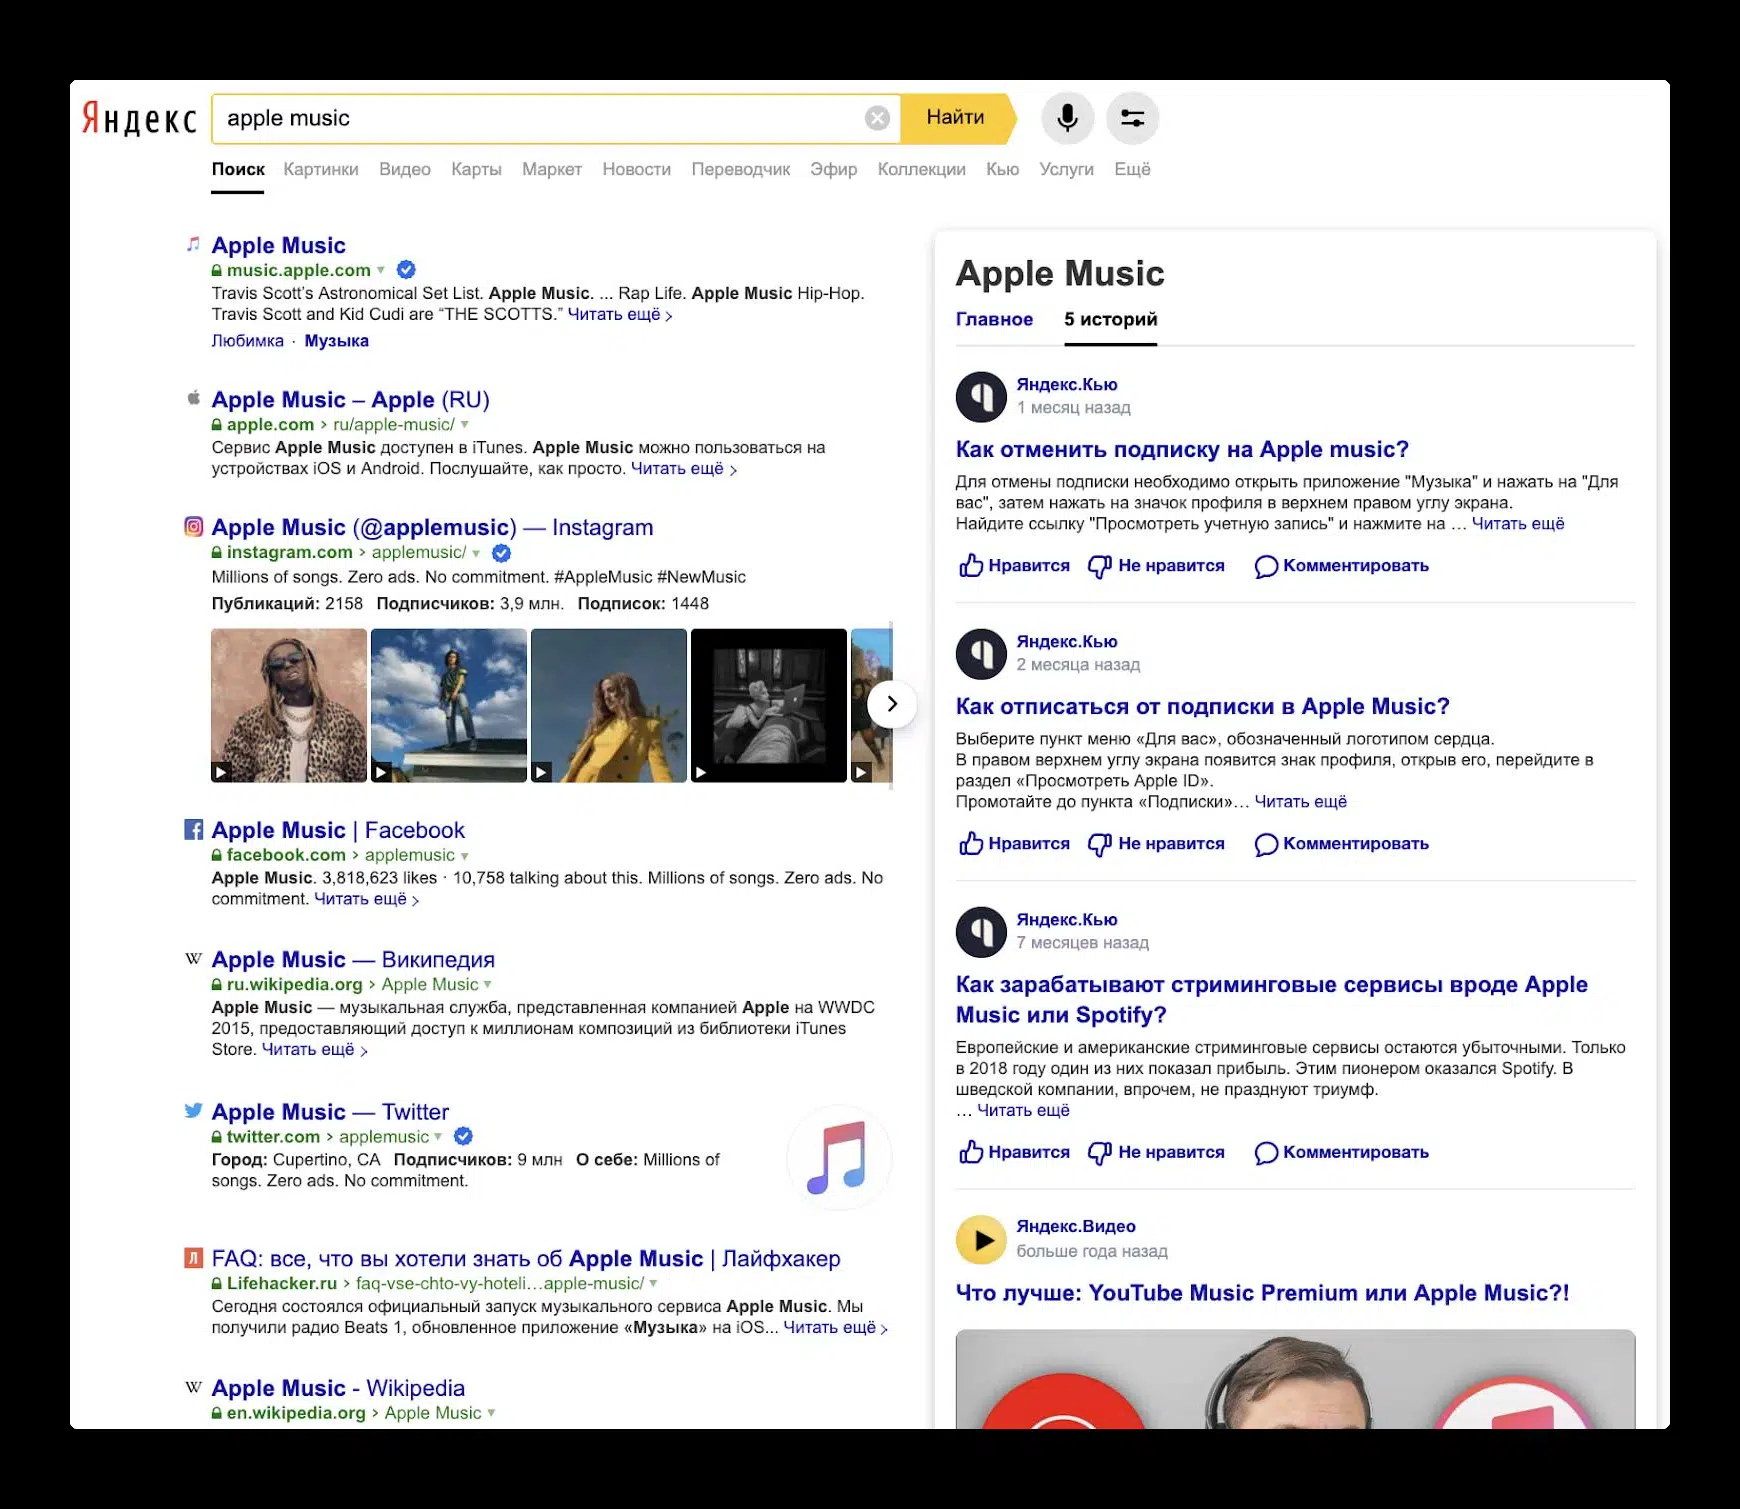 Яндекс
apple music
Найти
Поиск Картинки Видео Карты Маркет Новости Переводчик Эфир Коллекции Кью Услуги Ещё
Apple Music
music.apple.com
Travis Scott's Astronomical Set List. Apple Music. ... Rap Life. Apple Music Hip-Hop.
Travis Scott and Kid Cudi are “THE SCOTTS.” Читать ещё >
Любимка · Музыка
Apple Music – Apple (RU)
apple.com > ru/apple-music/
Сервис Apple Music доступен в iTunes. Apple Music можно пользоваться на
устройствах iOS и Android. Послушайте, как просто. Читать ещё >
Apple Music (@applemusic) — Instagram
instagram.com > applemusic/
Millions of songs. Zero ads. No commitment. #AppleMusic #NewMusic
Публикаций: 2158 Подписчиков: 3,9 млн. Подписок: 1448
Apple Music | Facebook
facebook.com > applemusic
Apple Music. 3,818,623 likes · 10,758 talking about this. Millions of songs. Zero ads. No
commitment. Читать ещё >
W Apple Music — Википедия
ru.wikipedia.org > Apple Music
Apple Music — музыкальная служба, представленная компанией Apple на WWDC
2015, предоставляющий доступ к миллионам композиций из библиотеки iTunes
Store. Читать ещё >
Apple Music — Twitter
twitter.com > applemusic
Город: Cupertino, CA Подписчиков: 9 млн О себе: Millions of
songs. Zero ads. No commitment.
Л FAQ: все, что вы хотели знать об Apple Music | Лайфхакер
Lifehacker.ru > faq-vse-chto-vy-hoteli...apple-music/
Сегодня состоялся официальный запуск музыкального сервиса Apple Music. Мы
получили радио Beats 1, обновленное приложение «Музыка» на iOS... Читать ещё >
W Apple Music - Wikipedia
en.wikipedia.org > Apple Music
Apple Music
Главное 5 историй
Яндекс.Кью
1 месяц назад
Как отменить подписку на Apple music?
Для отмены подписки необходимо открыть приложение "Музыка" и нажать на "Для
вас", затем нажать на значок профиля в верхнем правом углу экрана.
Найдите ссылку "Просмотреть учетную запись" и нажмите на … Читать ещё
Нравится Не нравится Комментировать
Яндекс.Кью
2 месяца назад
Как отписаться от подписки в Apple Music?
Выберите пункт меню «Для вас», обозначенный логотипом сердца.
В правом верхнем углу экрана появится знак профиля, открыв его, перейдите в
раздел «Просмотреть Apple ID».
Промотайте до пункта «Подписки»… Читать ещё
Нравится Не нравится Комментировать
Яндекс.Кью
7 месяцев назад
Как зарабатывают стриминговые сервисы вроде Apple
Music или Spotify?
Европейские и американские стриминговые сервисы остаются убыточными. Только
в 2018 году один из них показал прибыль. Этим пионером оказался Spotify. В
шведской компании, впрочем, не празднуют триумф.
… Читать ещё
Нравится Не нравится Комментировать
Яндекс.Видео
больше года назад
Что лучше: YouTube Music Premium или Apple Music?!